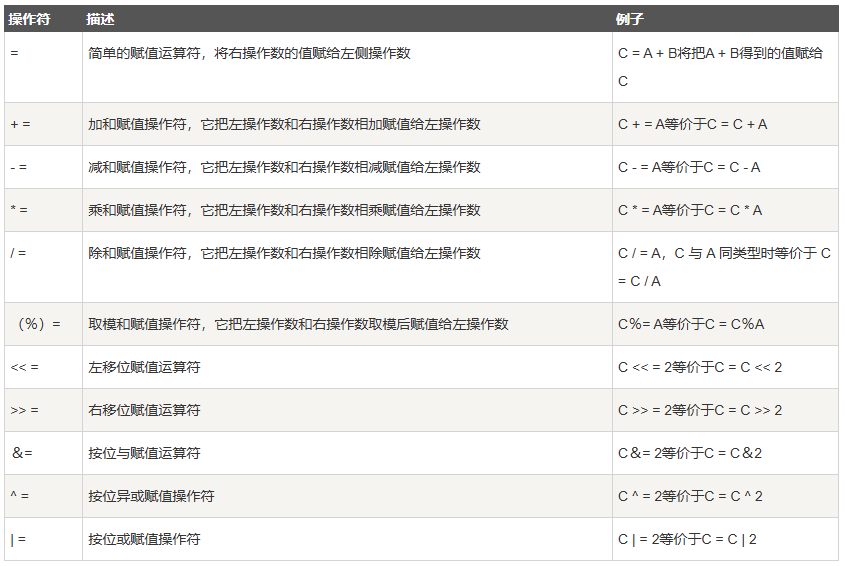 操作符 描述 例子
= 简单的赋值运算符，将右操作数的值赋给左侧操作数 C = A + B将把A + B得到的值赋给
C
+ = 加和赋值操作符，它把左操作数和右操作数相加赋值给左操作数 C + = A等价于C = C + A
- = 减和赋值操作符，它把左操作数和右操作数相减赋值给左操作数 C - = A等价于C = C - A
* = 乘和赋值操作符，它把左操作数和右操作数相乘赋值给左操作数 C * = A等价于C = C * A
/ = 除和赋值操作符，它把左操作数和右操作数相除赋值给左操作数 C / = A，C 与 A 同类型时等价于 C
= C / A
（％）= 取模和赋值操作符，它把左操作数和右操作数取模后赋值给左操作数 C％= A等价于C = C％A
<< = 左移位赋值运算符 C << = 2等价于C = C << 2
>> = 右移位赋值运算符 C >> = 2等价于C = C >> 2
＆= 按位与赋值运算符 C＆= 2等价于C = C＆2
^ = 按位异或赋值操作符 C ^ = 2等价于C = C ^ 2
| = 按位或赋值操作符 C | = 2等价于C = C | 2